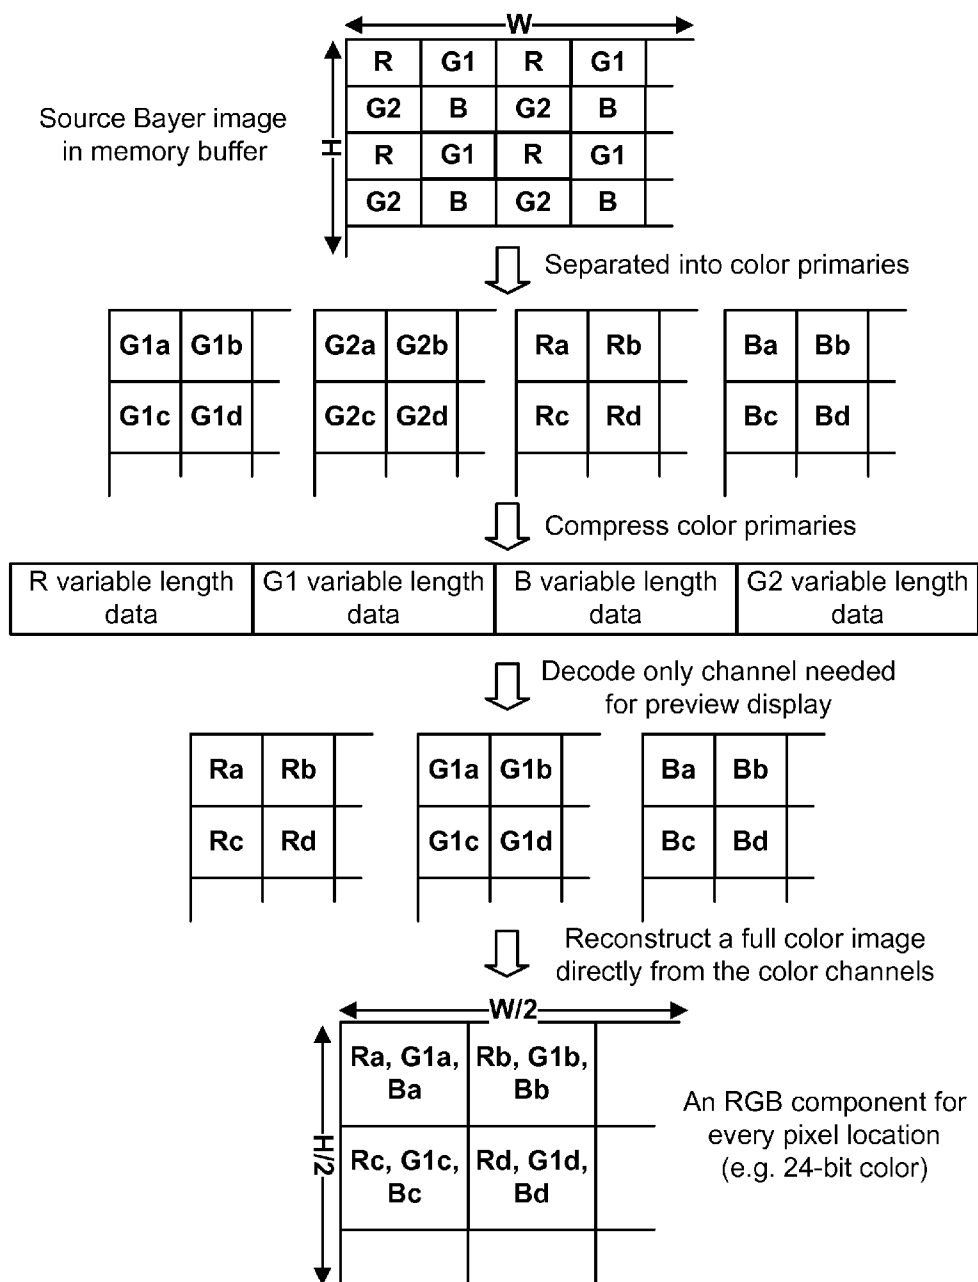 W
R G1 R G1
G2 B G2 B
Source Bayer image
in memory buffer
H
R G1 R G1
G2 B G2 B
Separated into color primaries
G1a G1b G2a G2b Ra Rb Ba Bb
G1c G1d G2c G2d Rc Rd Bc Bd
Compress color primaries
R variable length
data
G1 variable length
data
B variable length
data
G2 variable length
data
Decode only channel needed
for preview display
Ra Rb G1a G1b Ba Bb
Rc Rd G1c G1d Bc Bd
Reconstruct a full color image
directly from the color channels
W/2
Ra, G1a,
Ba
Rb, G1b,
Bb
H/2
Rc, G1c,
Bc
Rd, G1d,
Bd
An RGB component for
every pixel location
(e.g. 24-bit color)